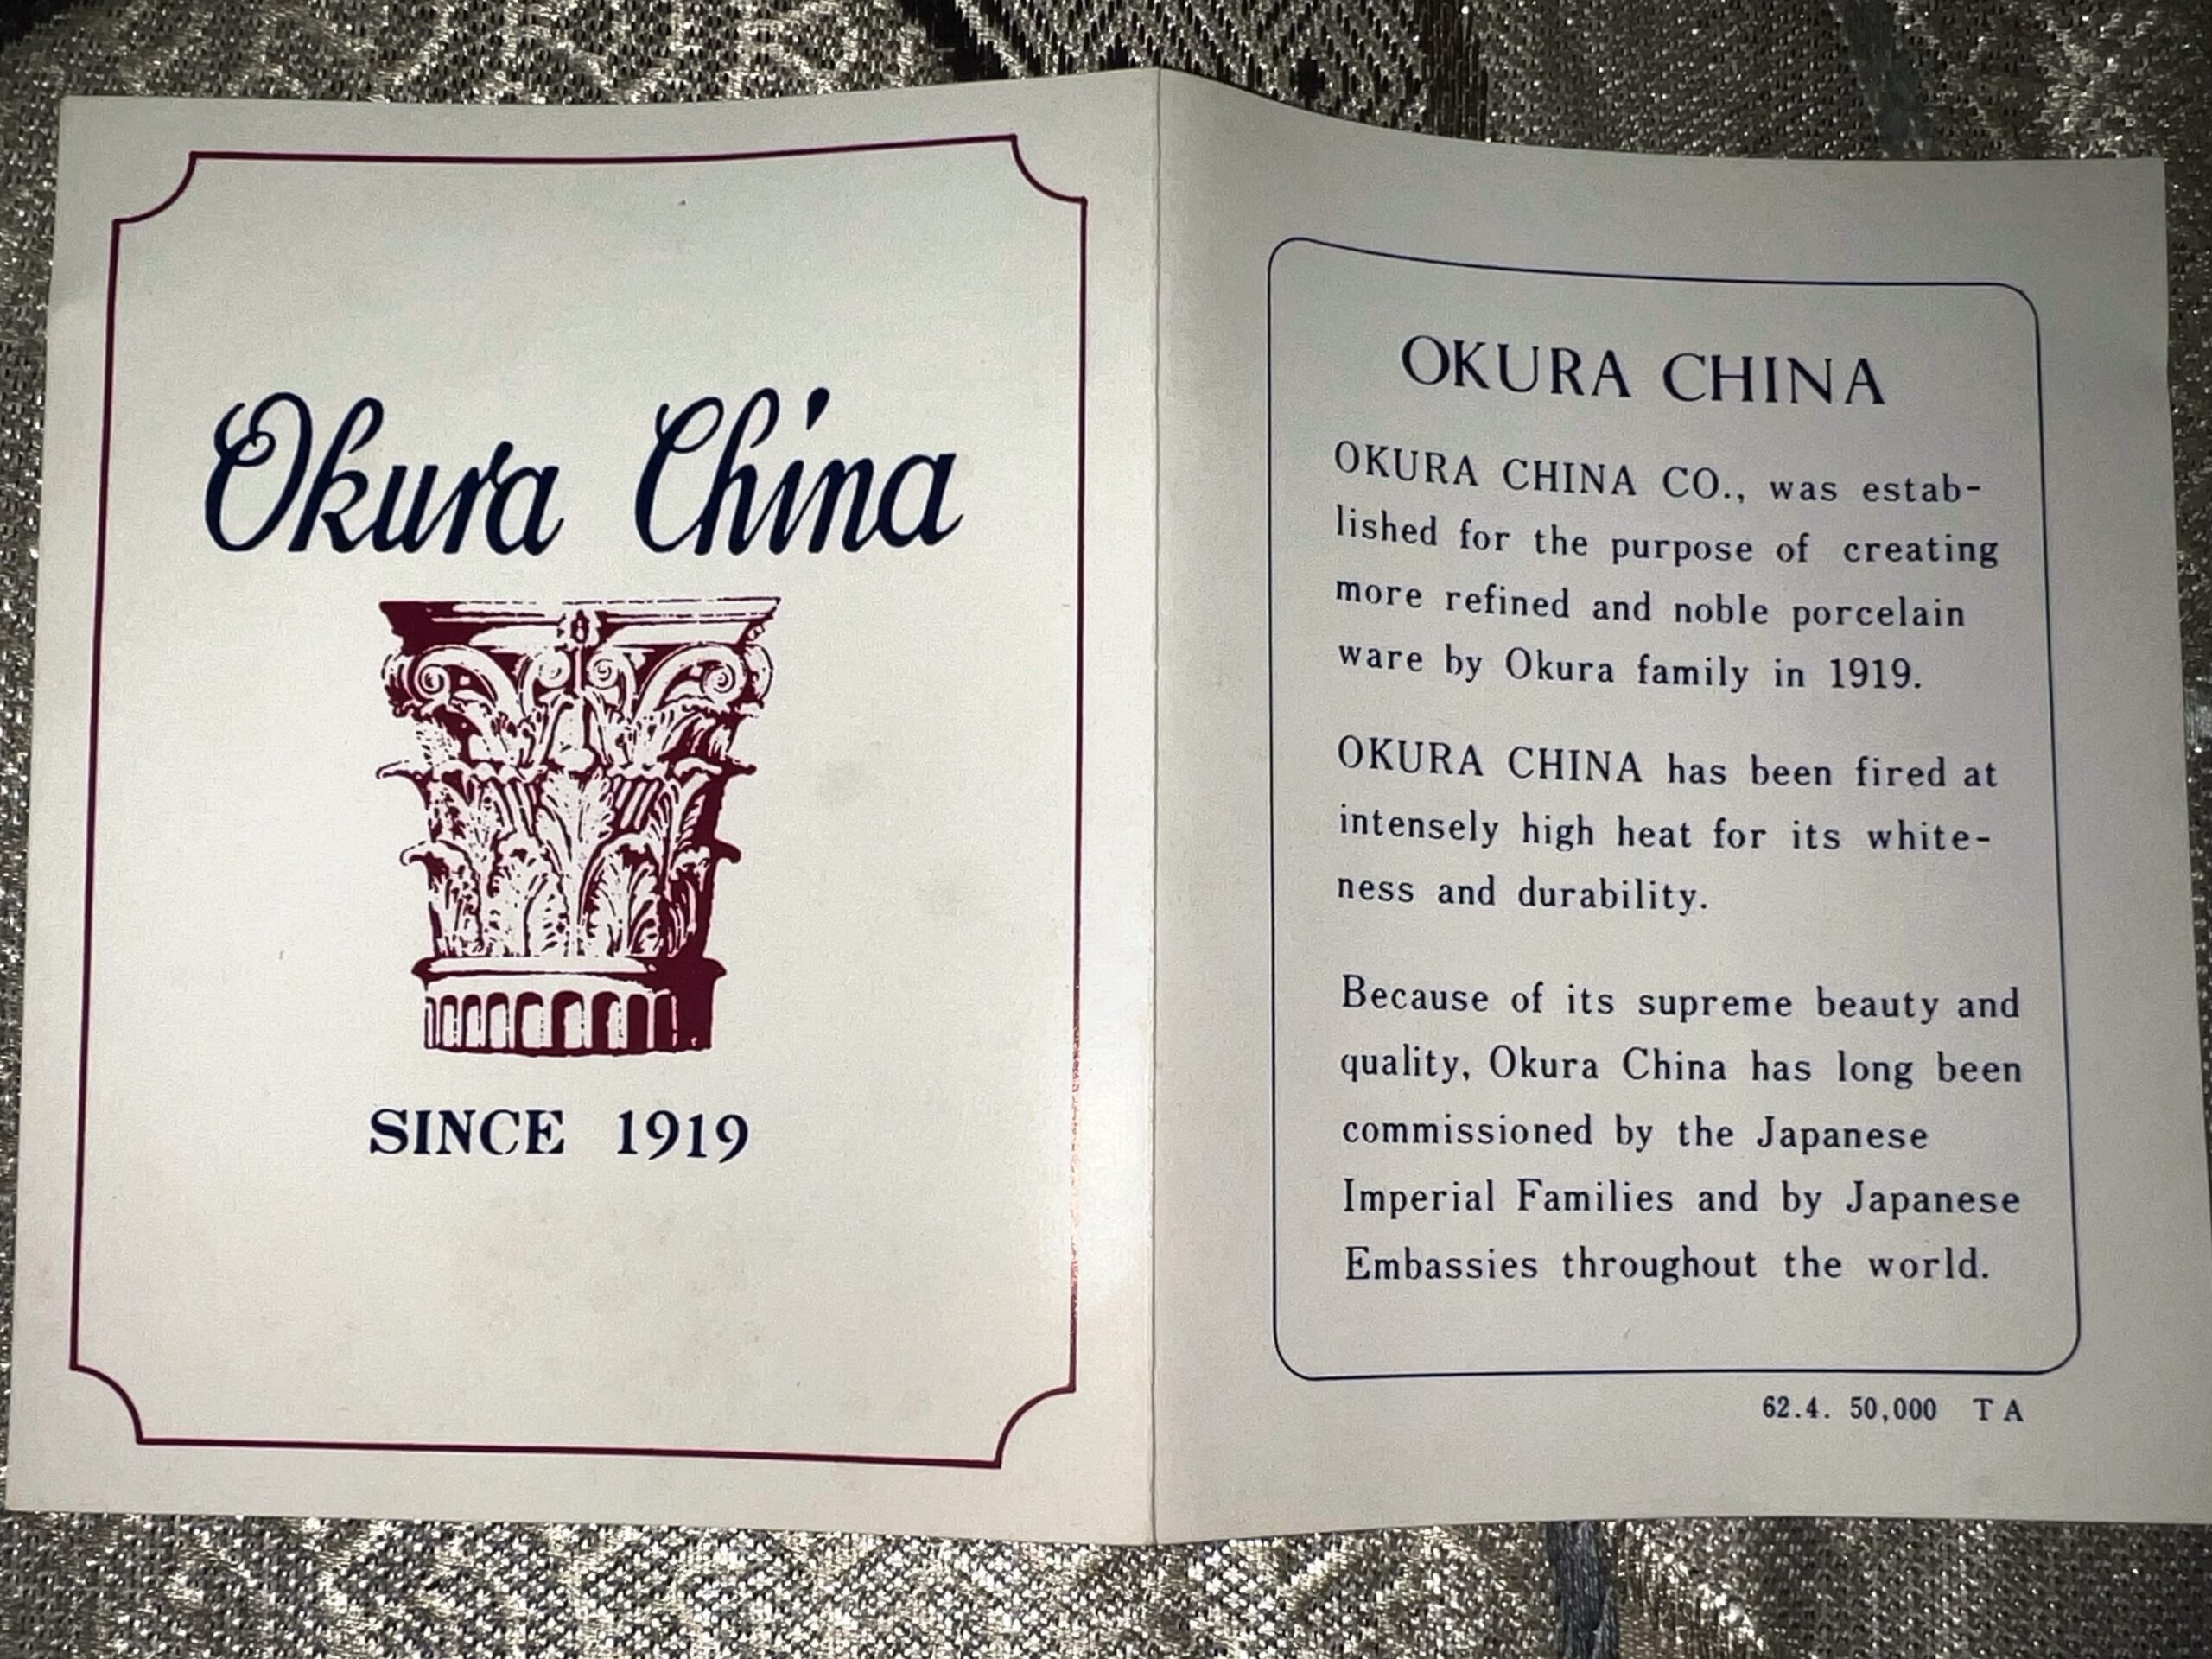 Okura China
SINCE 1919
OKURA CHINA
OKURA CHINA CO., was estab-
lished for the purpose of creating
more refined and noble porcelain
ware by Okura family in 1919.
OKURA CHINA has been fired at
intensely high heat for its white-
ness and durability.
Because of its supreme beauty and
quality, Okura China has long been
commissioned by the Japanese
Imperial Families and by Japanese
Embassies throughout the world.
62.4. 50,000 T A